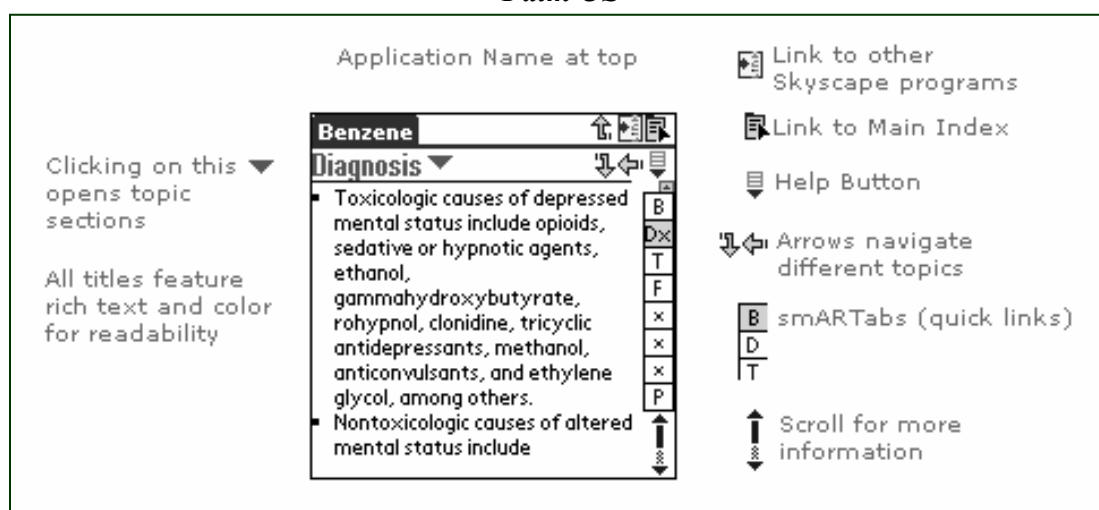 Application Name at top
Clicking on this ▼
opens topic
sections
All titles feature
rich text and color
for readability
Benzene
Diagnosis ▼
▪ Toxicologic causes of depressed
mental status include opioids,
sedative or hypnotic agents,
ethanol,
gammahydroxybutyrate,
rohypnol, clonidine, tricyclic
antidepressants, methanol,
anticonvulsants, and ethylene
glycol, among others.
▪ Nontoxicologic causes of altered
mental status include
B
Dx
T
F
×
×
×
P
Link to other
Skyscape programs
Link to Main Index
Help Button
Arrows navigate
different topics
B
D
T
smARTabs (quick links)
Scroll for more
information